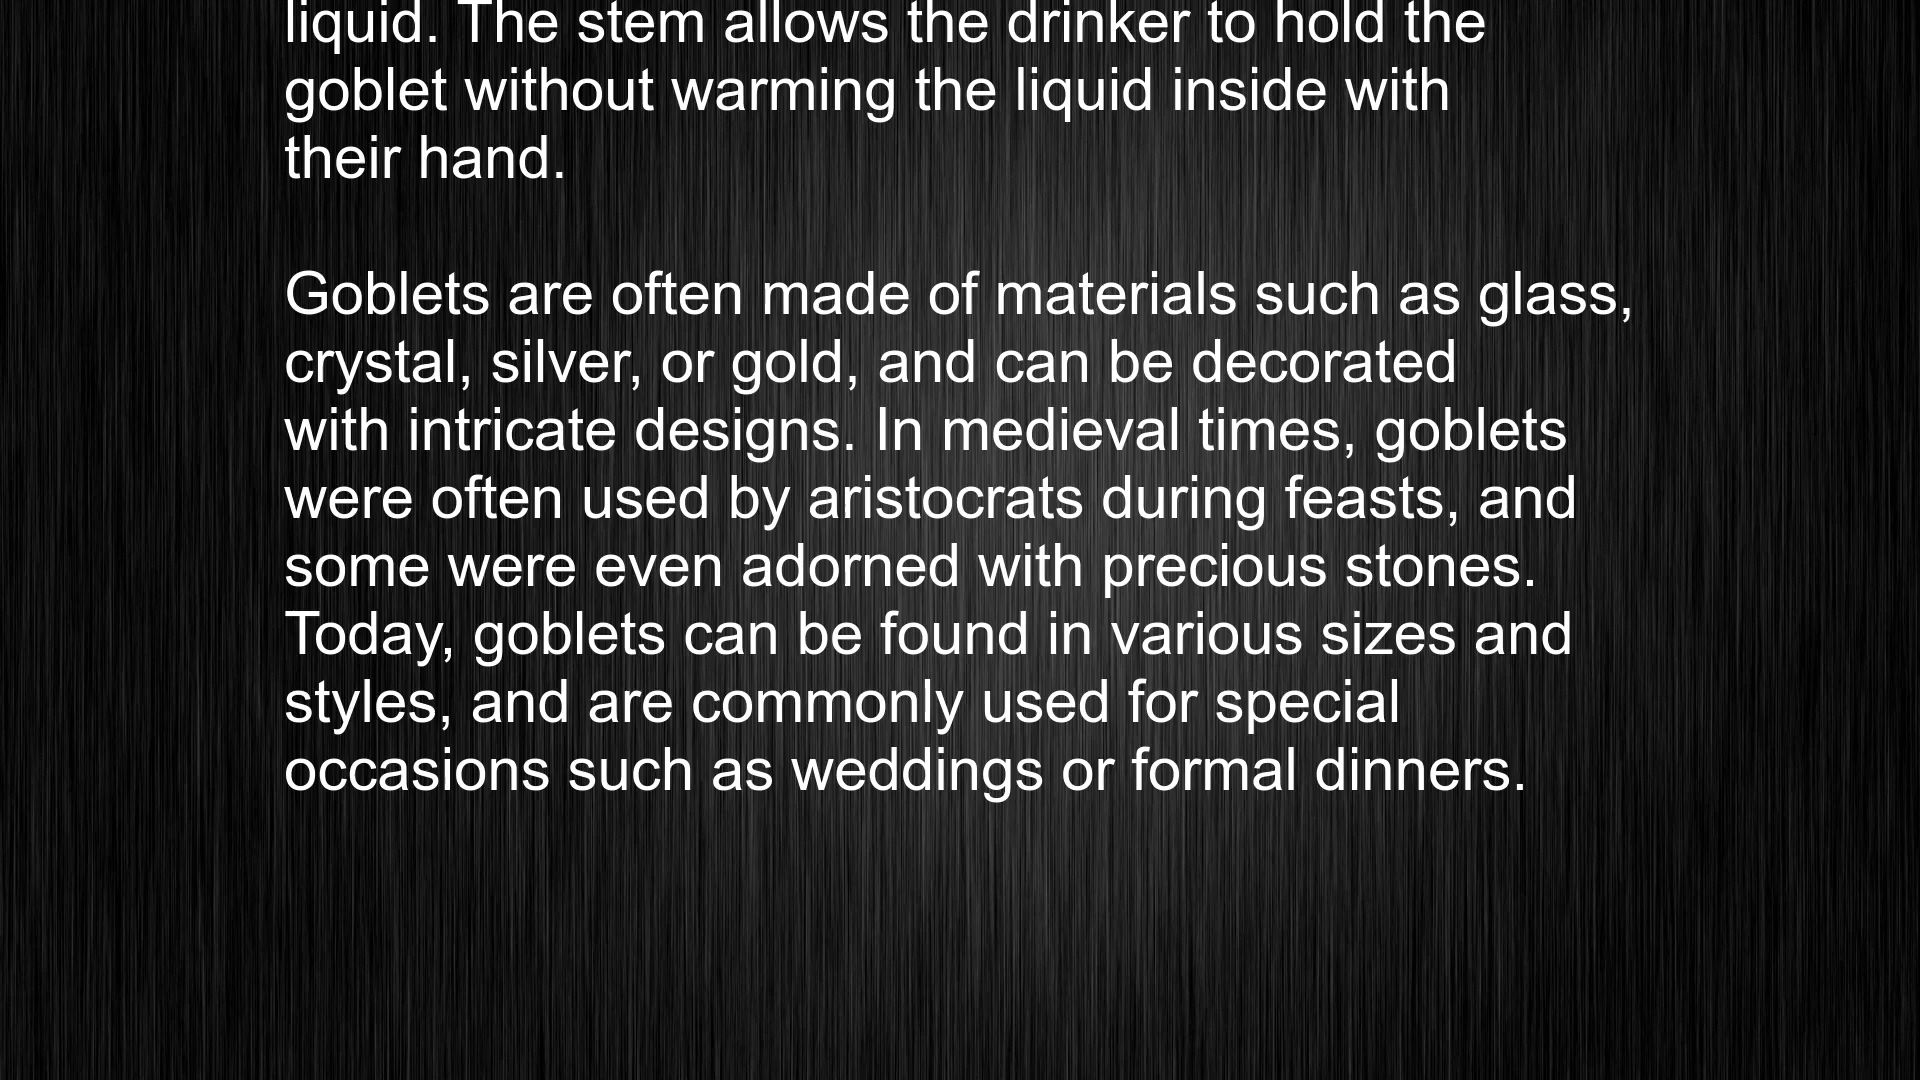 liquid. The stem allows the drinker to hold the
goblet without warming the liquid inside with
their hand.
Goblets are often made of materials such as glass,
crystal, silver, or gold, and can be decorated
with intricate designs. In medieval times, goblets
were often used by aristocrats during feasts, and
some were even adorned with precious stones.
Today, goblets can be found in various sizes and
styles, and are commonly used for special
occasions such as weddings or formal dinners.